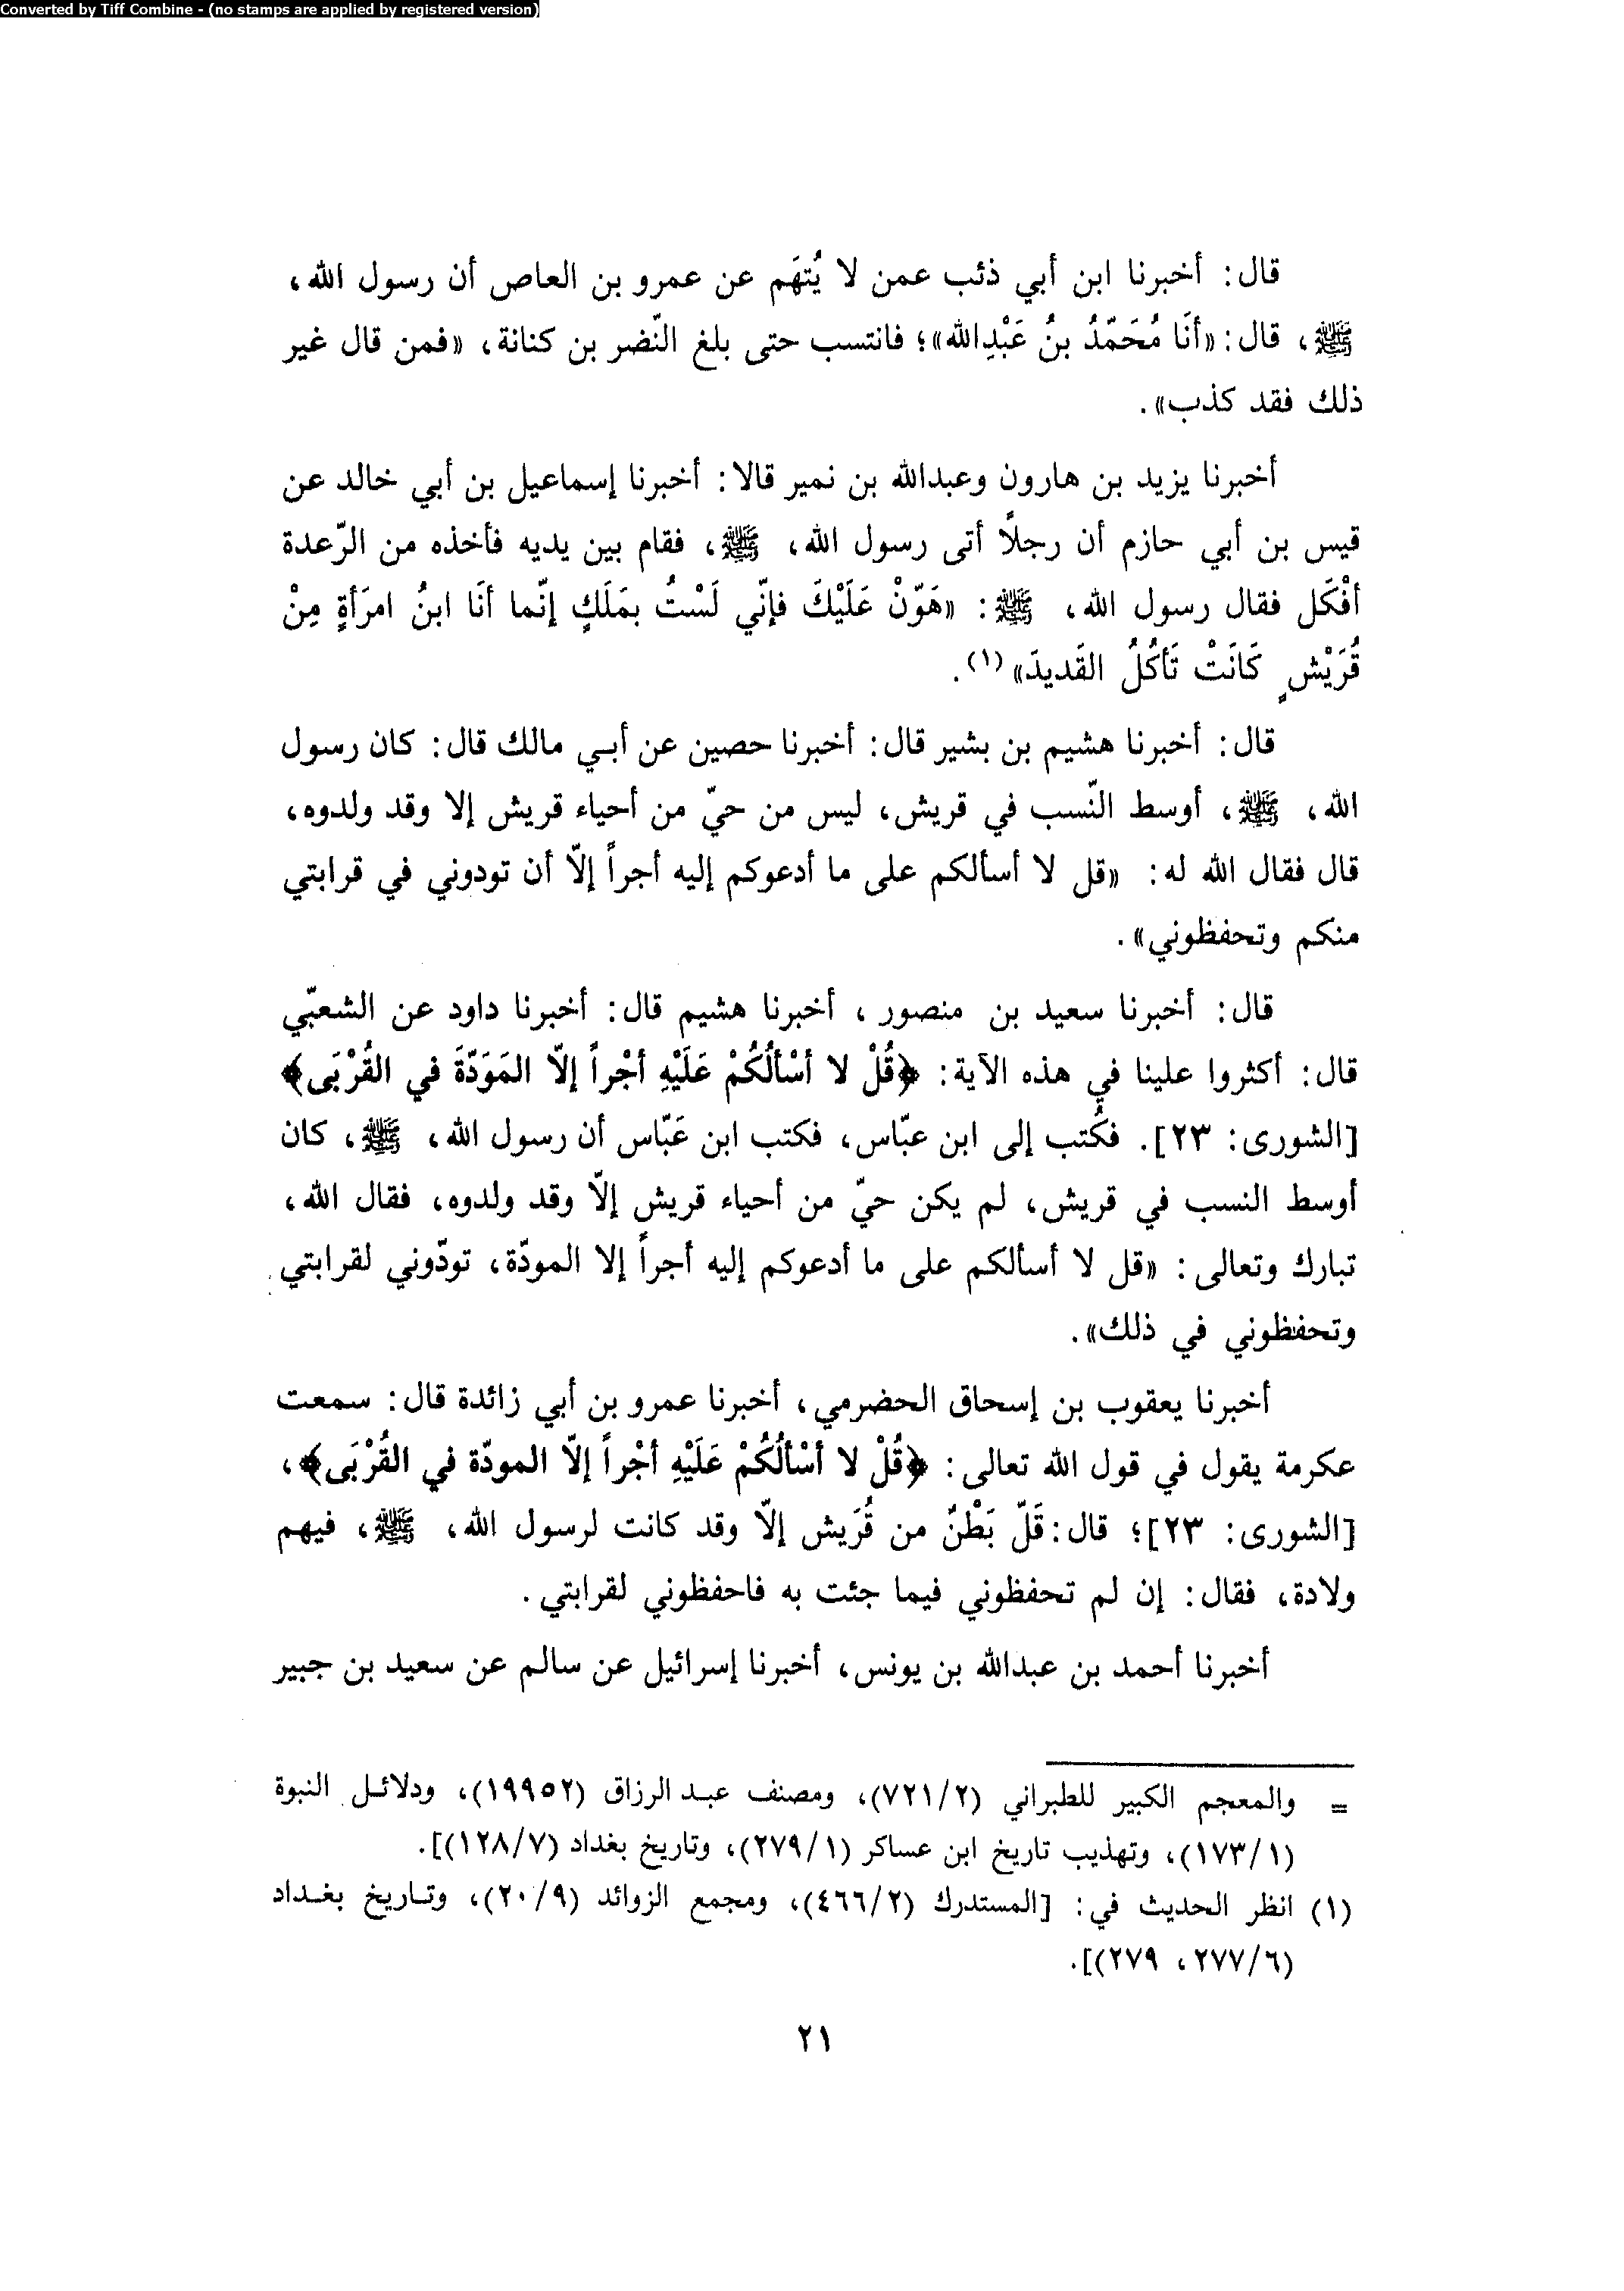 Converted by Tiff Combine - (no stamps are applied by registered version)
قال: أخبرنا ابن أبي ذئب عمن لا يُتهَم عن عمرو بن العاص أن رسول الله،
ﷺ، قال: «أنَا مُحَمّدُ بنُ عَبْدِالله»؛ فانتسب حتى بلغ النّضر بن كنانة، «فمن قال غير
ذلك فقد كذب».
أخبرنا يزيد بن هارون وعبدالله بن نمير قالا: أخبرنا إسماعيل بن أبي خالد عن
قيس بن أبي حازم أن رجلاً أتى رسول الله، ﷺ، فقام بين يديه فأخذه من الرّعدة
أفْكَل فقال رسول الله، ﷺ: «هَوّنْ عَلَيْكَ فإنّي لَسْتُ بمَلَكٍ إنّما أنَا ابنُ امرَأةٍ مِنْ
قُرَيْشٍ كَانَتْ تَأكُلُ القَديدَ»(١).
قال: أخبرنا هشيم بن بشير قال: أخبرنا حصين عن أبي مالك قال: كان رسول
الله، ﷺ، أوسط النّسب في قريش، ليس من حيّ من أحياء قريش إلا وقد ولدوه،
قال فقال الله له: «قل لا أسألكم على ما أدعوكم إليه أجراً إلّا أن تودوني في قرابتي
منكم وتحفظوني».
قال: أخبرنا سعيد بن منصور، أخبرنا هشيم قال: أخبرنا داود عن الشعبّي
قال: أكثروا علينا في هذه الآية: ﴿قُلْ لا أسْألُكُمْ عَلَيْهِ أجْراً إلّا المَوَدّةَ في القُرْبَى﴾
[الشورى: ٢٣]. فكُتب إلى ابن عبّاس، فكتب ابن عَبّاس أن رسول الله، ﷺ، كان
أوسط النسب في قريش، لم يكن حيّ من أحياء قريش إلّا وقد ولدوه، فقال الله،
تبارك وتعالى: «قل لا أسألكم على ما أدعوكم إليه أجراً إلا المودّة، تودّوني لقرابتي
وتحفظوني في ذلك».
أخبرنا يعقوب بن إسحاق الحضرمي، أخبرنا عمرو بن أبي زائدة قال: سمعت
عكرمة يقول في قول الله تعالى: ﴿قُلْ لا أسْألُكُمْ عَلَيْهِ أجْراً إلّا المودّة في القُرْبَى﴾،
[الشورى: ٢٣]؛ قال: قَلّ بَطْنٌ من قُرَيش إلّا وقد كانت لرسول الله، ﷺ، فيهم
ولادة، فقال: إن لم تحفظوني فيما جئت به فاحفظوني لقرابتي.
أخبرنا أحمد بن عبدالله بن يونس، أخبرنا إسرائيل عن سالم عن سعيد بن جبير
= والمعجم الكبير للطبراني (٧٢١/٢)، ومصنف عبد الرزاق (١٩٩٥٢)، ودلائل النبوة
(١٧٣/١)، وتهذيب تاريخ ابن عساكر (٢٧٩/١)، وتاريخ بغداد (١٢٨/٧)].
(١) انظر الحديث في: [المستدرك (٤٦٦/٢)، ومجمع الزوائد (٢٠/٩)، وتاريخ بغداد
(٢٧٧/٦، ٢٧٩)].
٢١